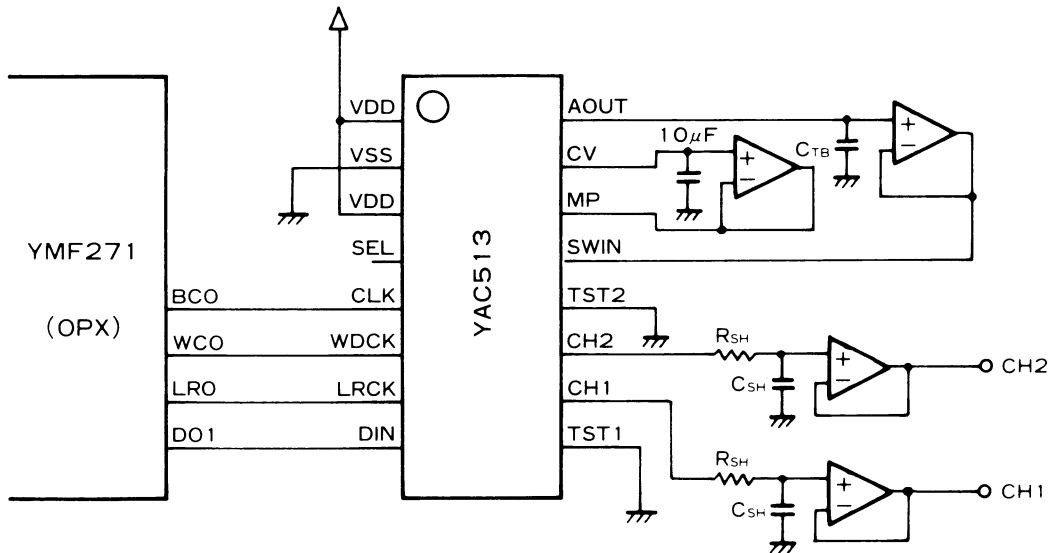 YMF271
(OPX)
BCO
WCO
LRO
DO1
VDD
VSS
VDD
SEL
CLK
WDCK
LRCK
DIN
YAC513
AOUT
CV
MP
SWIN
TST2
CH2
CH1
TST1
10μF
+
−
CTB
+
−
RSH
CSH
+
−
CH2
RSH
CSH
+
−
CH1